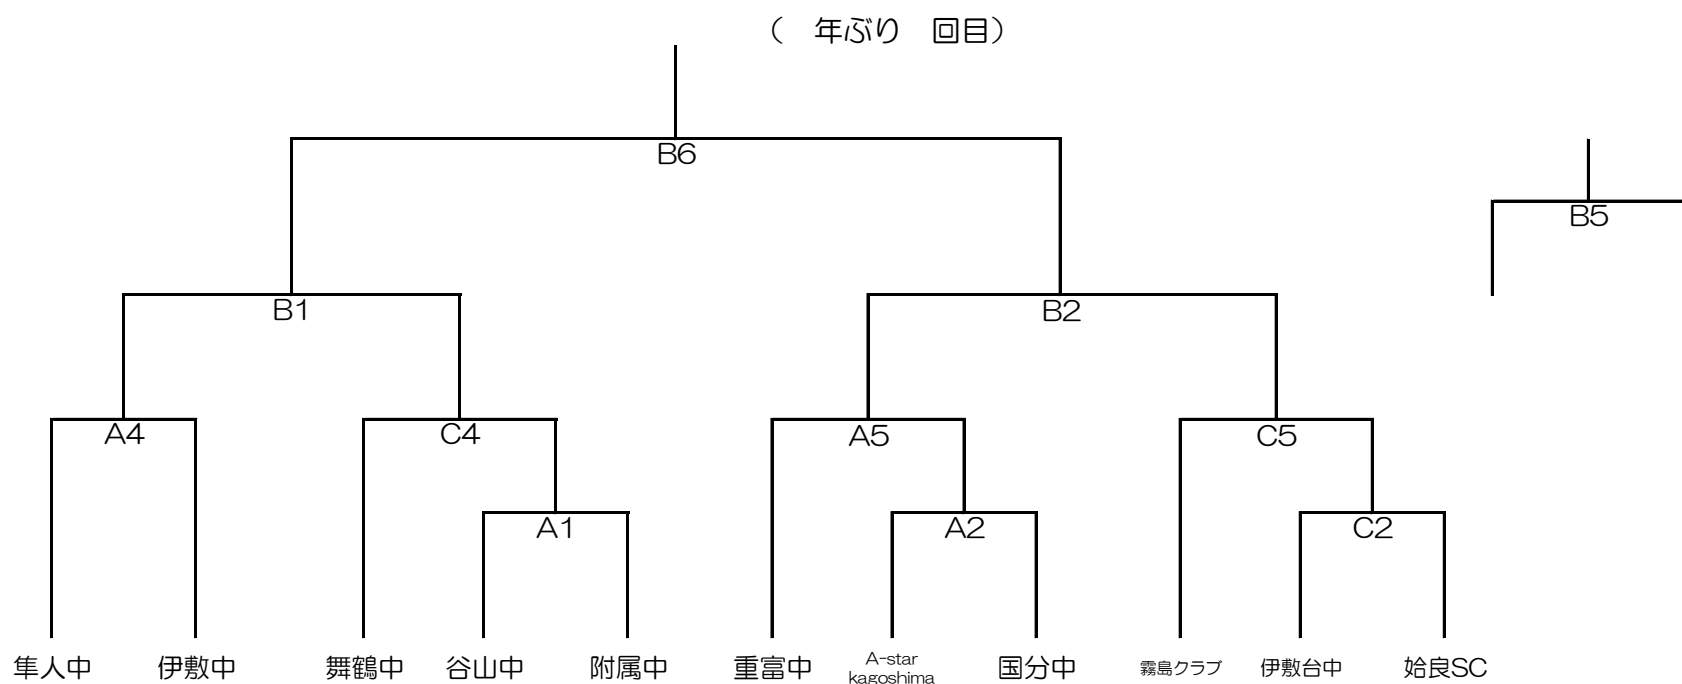 （　年ぶり　回目）
B6
B5
B1
B2
A4
C4
A5
C5
A1
A2
C2
隼人中
伊敷中
舞鶴中
谷山中
附属中
重富中
A-star
kagoshima
国分中
霧島クラブ
伊敷台中
姶良SC